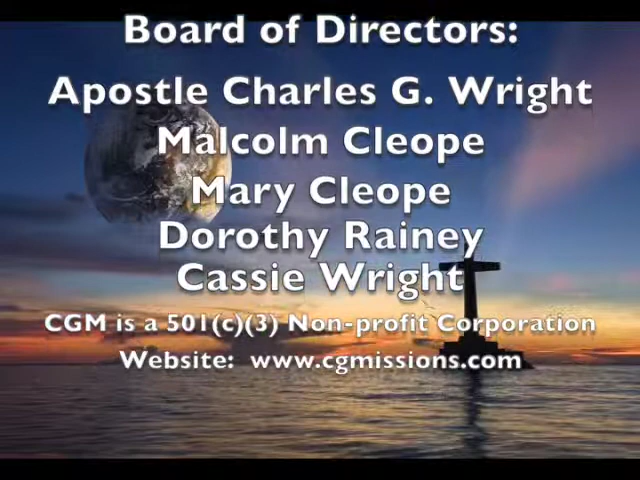 Board of Directors:
Apostle Charles G. Wright
Malcolm Cleope
Mary Cleope
Dorothy Rainey
Cassie Wright
CGM is a 501(c)(3) Non-profit Corporation
Website: www.cgmissions.com